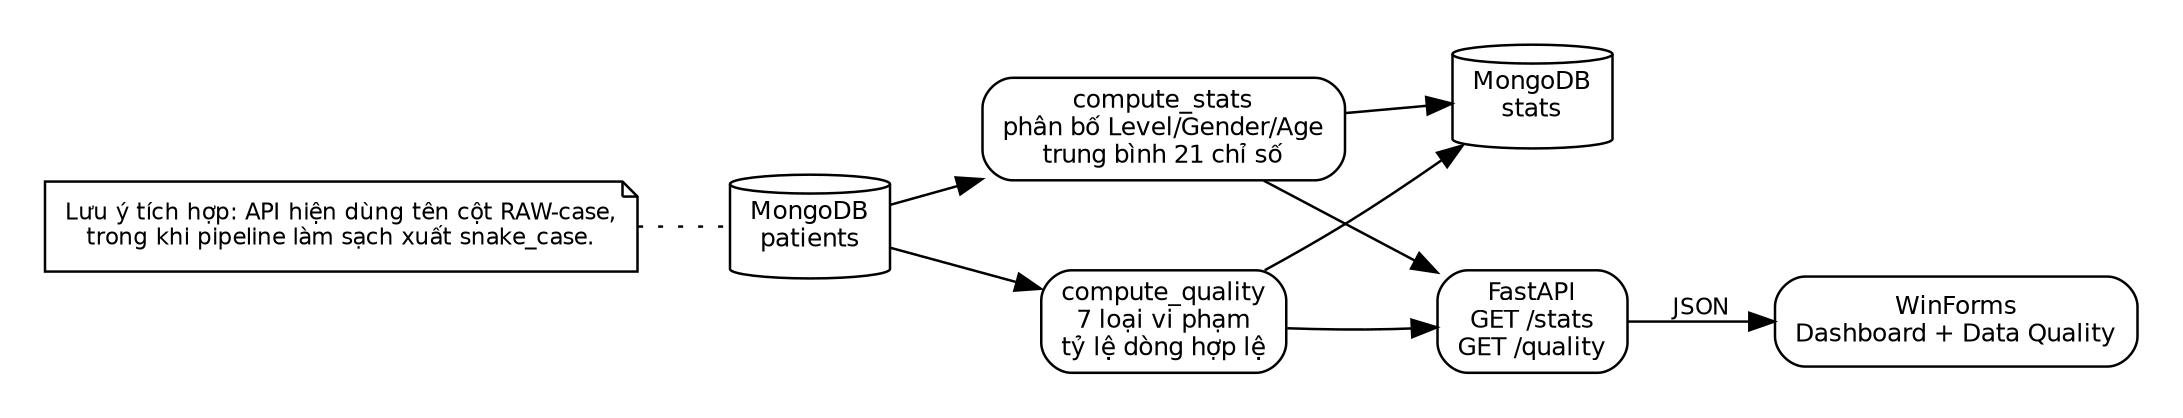 Lưu ý tích hợp: API hiện dùng tên cột RAW-case,
trong khi pipeline làm sạch xuất snake_case.
MongoDB
patients
compute_stats
phân bố Level/Gender/Age
trung bình 21 chỉ số
compute_quality
7 loại vi phạm
tỷ lệ dòng hợp lệ
MongoDB
stats
FastAPI
GET /stats
GET /quality
JSON
WinForms
Dashboard + Data Quality